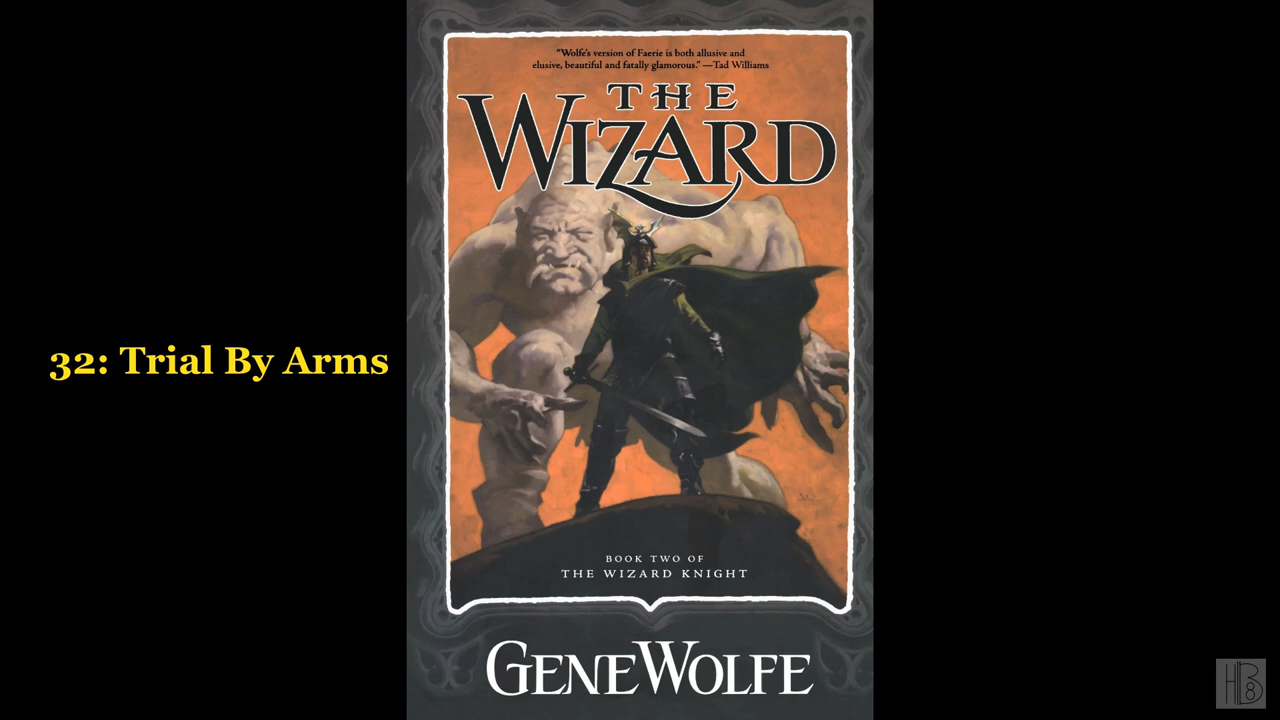 32: Trial By Arms
"Wolfe's version of Faerie is both allusive and
elusive, beautiful and fatally glamorous." —Tad Williams
THE
WIZARD
BOOK TWO OF
THE WIZARD KNIGHT
GENE WOLFE